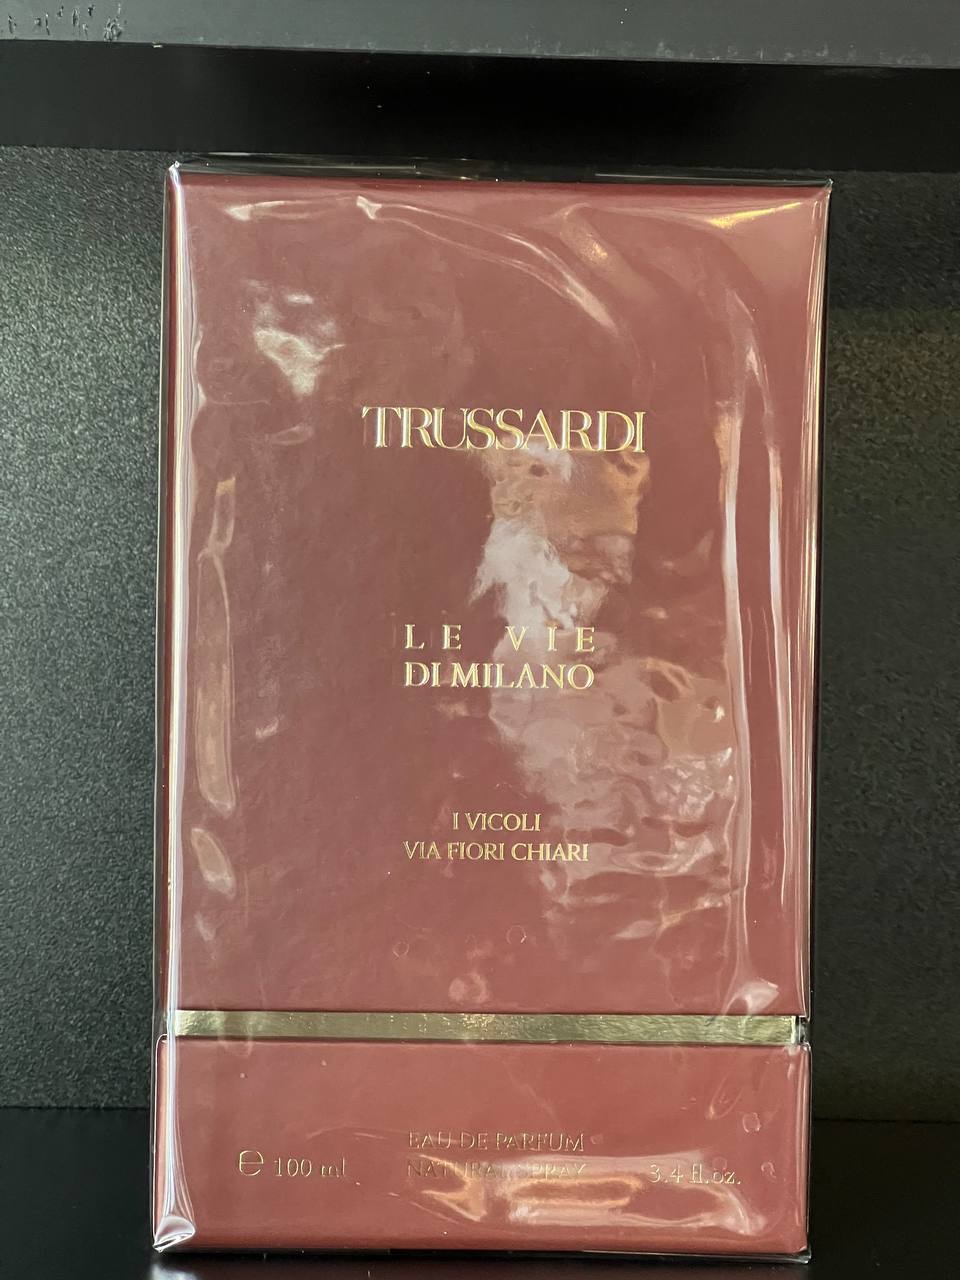 TRUSSARDI
LE VIE
DI MILANO
I VICOLI
VIA FIORI CHIARI
EAU DE PARFUM
NATURAL SPRAY
℮ 100 ml
3.4 fl.oz.